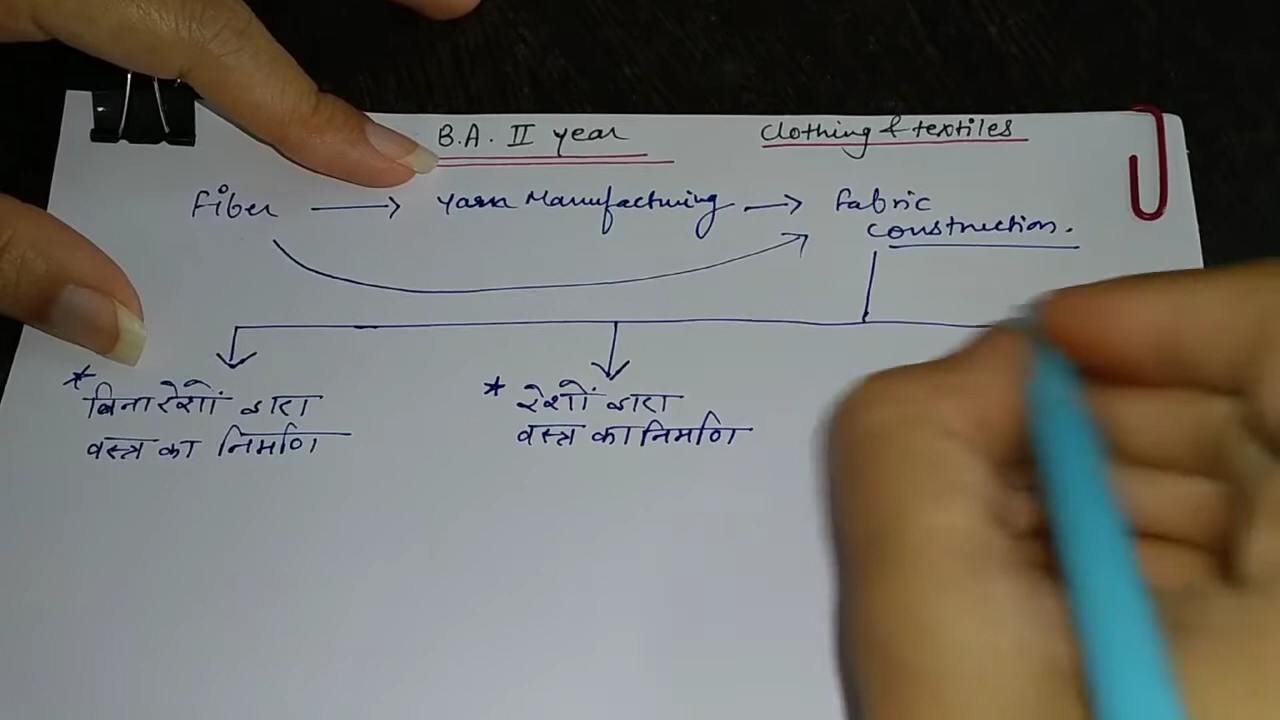 B.A. II year
Clothing & textiles
Fiber → Yarn Manufacturing → Fabric
construction.
* बिना रेशों द्वारा
वस्त्र का निर्माण
* रेशों द्वारा
वस्त्र का निर्माण